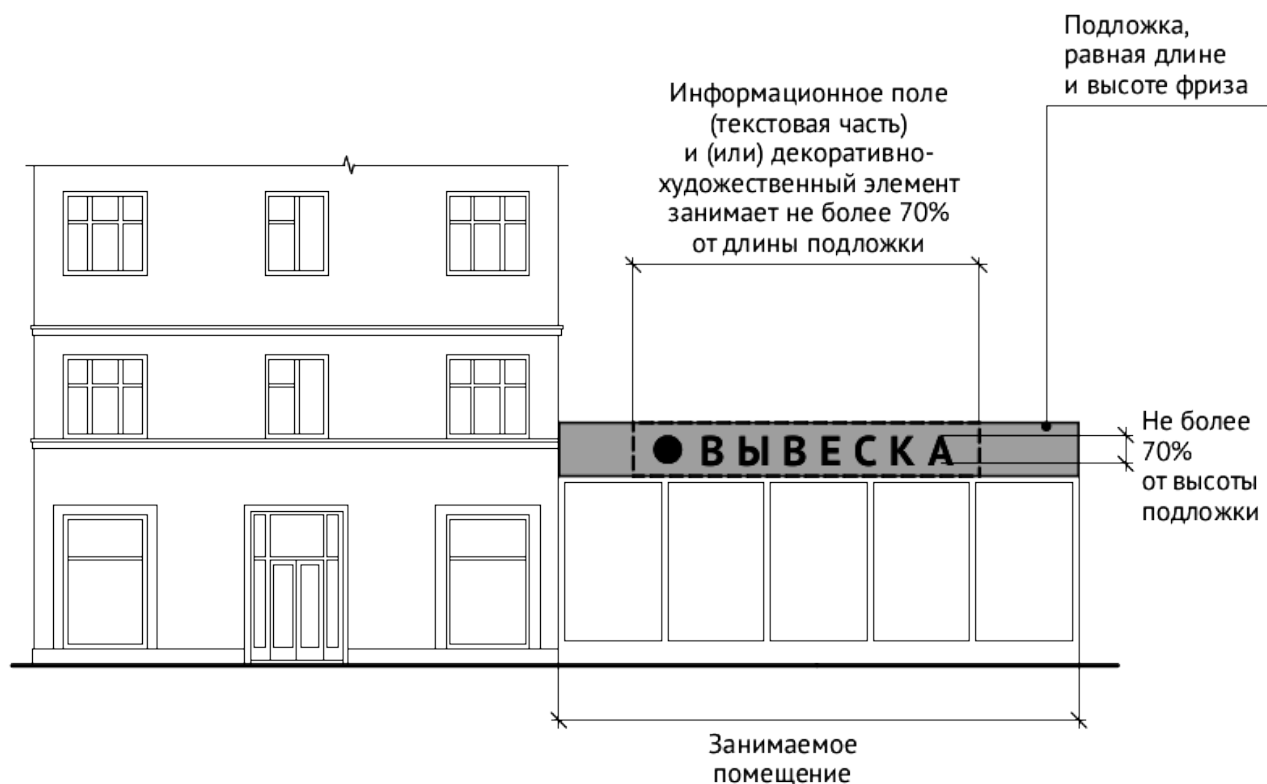 Подложка,
равная длине
и высоте фриза
Информационное поле
(текстовая часть)
и (или) декоративно-
художественный элемент
занимает не более 70%
от длины подложки
ВЫВЕСКА
Не более
70%
от высоты
подложки
Занимаемое
помещение